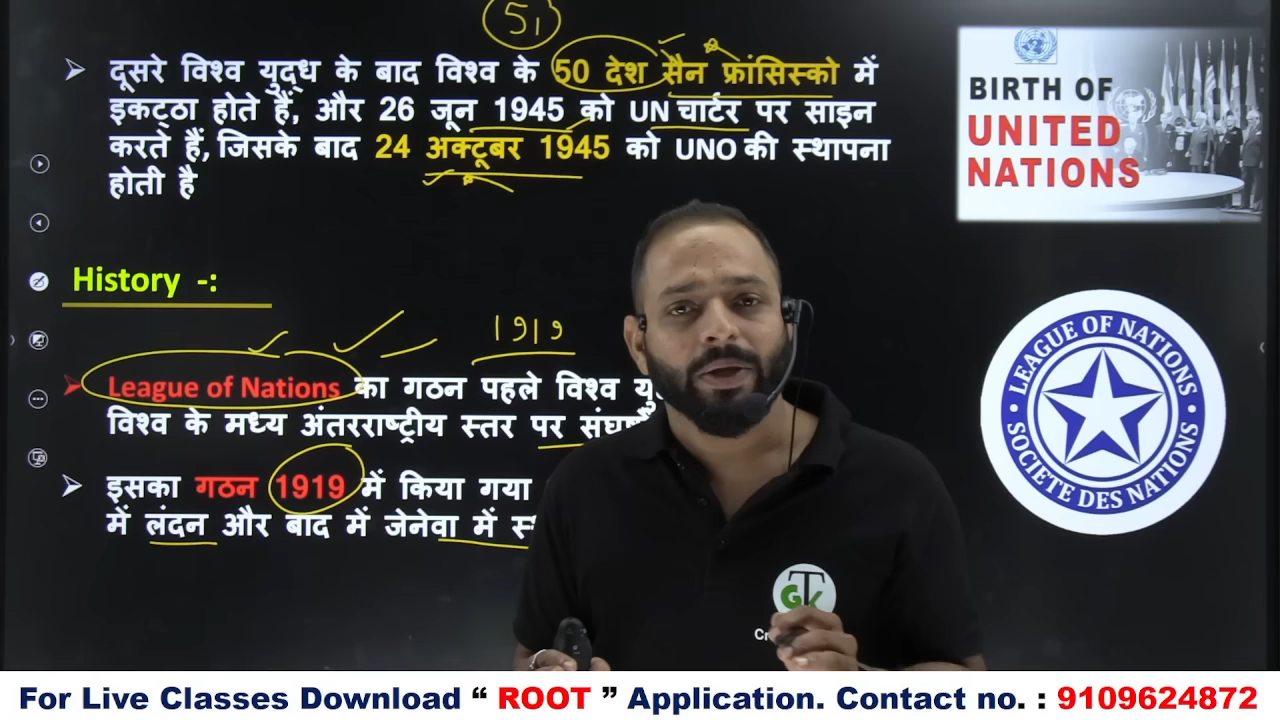 51
दूसरे विश्व युद्ध के बाद विश्व के 50 देश सैन फ्रांसिस्को में
इकट्ठा होते हैं, और 26 जून 1945 को UN चार्टर पर साइन
करते हैं, जिसके बाद 24 अक्टूबर 1945 को UNO की स्थापना
होती है
BIRTH OF
UNITED
NATIONS
History -:
1919
League of Nations का गठन पहले विश्व
विश्व के मध्य अंतरराष्ट्रीय स्तर पर
इसका गठन 1919 में किया गया
में लंदन और बाद में जेनेवा में
LEAGUE OF NATIONS
SOCIETE DES NATIONS
GTK
For Live Classes Download “ ROOT ” Application. Contact no. : 9109624872